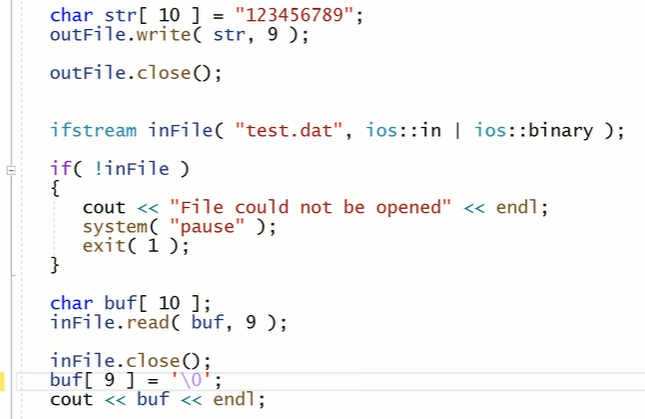 char str[ 10 ] = "123456789";
outFile.write( str, 9 );
outFile.close();
ifstream inFile( "test.dat", ios::in | ios::binary );
if( !inFile )
{
cout << "File could not be opened" << endl;
system( "pause" );
exit( 1 );
}
char buf[ 10 ];
inFile.read( buf, 9 );
inFile.close();
buf[ 9 ] = '\0';
cout << buf << endl;